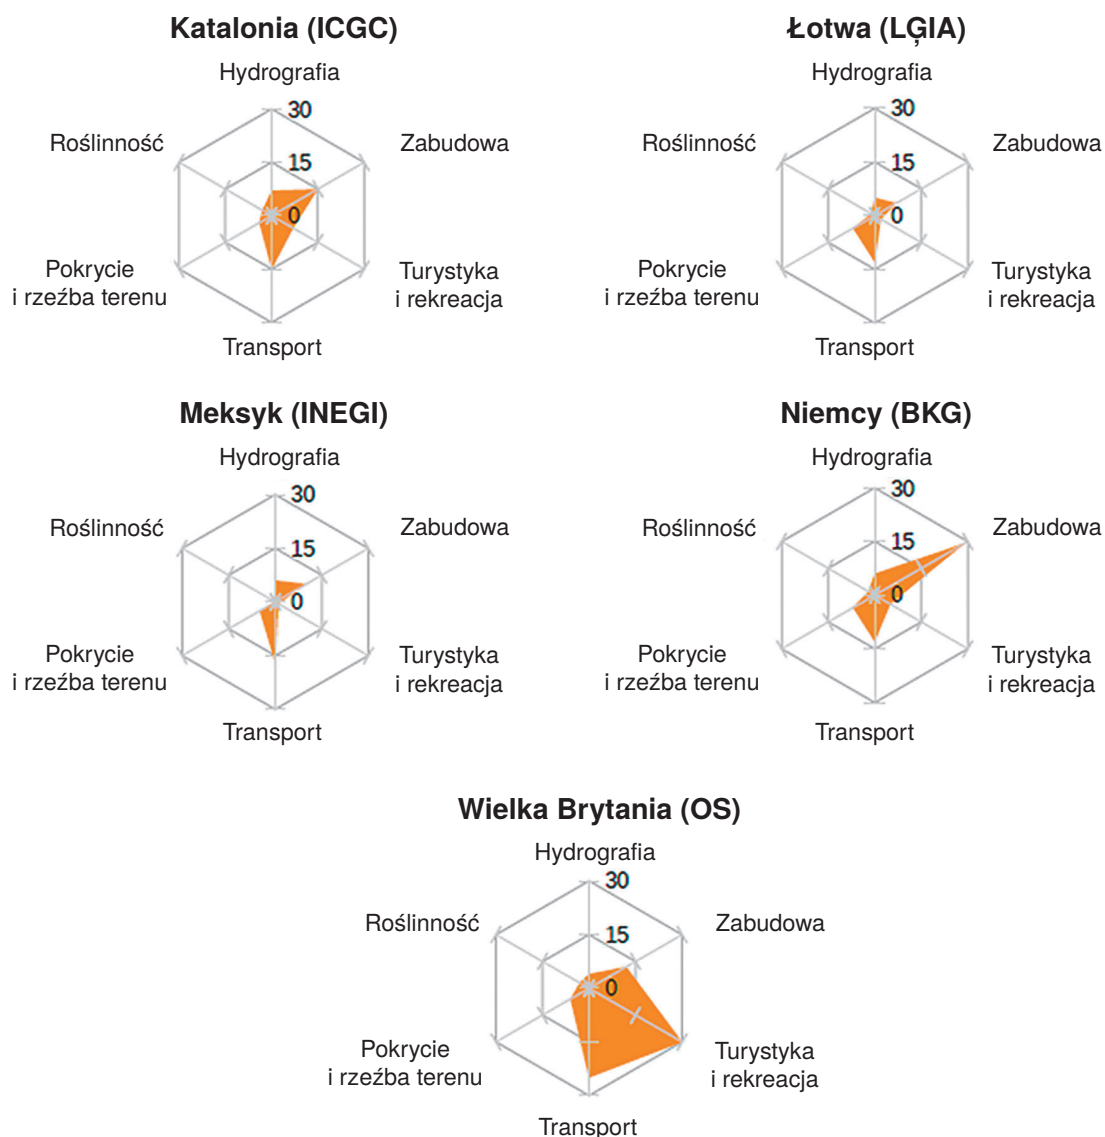 Katalonia (ICGC)
Hydrografia
30
Roślinność
Zabudowa
15
0
Pokrycie
i rzeźba terenu
Turystyka
i rekreacja
Transport
Łotwa (LĢIA)
Hydrografia
30
Roślinność
Zabudowa
15
0
Pokrycie
i rzeźba terenu
Turystyka
i rekreacja
Transport
Meksyk (INEGI)
Hydrografia
30
Roślinność
Zabudowa
15
0
Pokrycie
i rzeźba terenu
Turystyka
i rekreacja
Transport
Niemcy (BKG)
Hydrografia
30
Roślinność
Zabudowa
15
0
Pokrycie
i rzeźba terenu
Turystyka
i rekreacja
Transport
Wielka Brytania (OS)
Hydrografia
30
Roślinność
Zabudowa
15
0
Pokrycie
i rzeźba terenu
Turystyka
i rekreacja
Transport